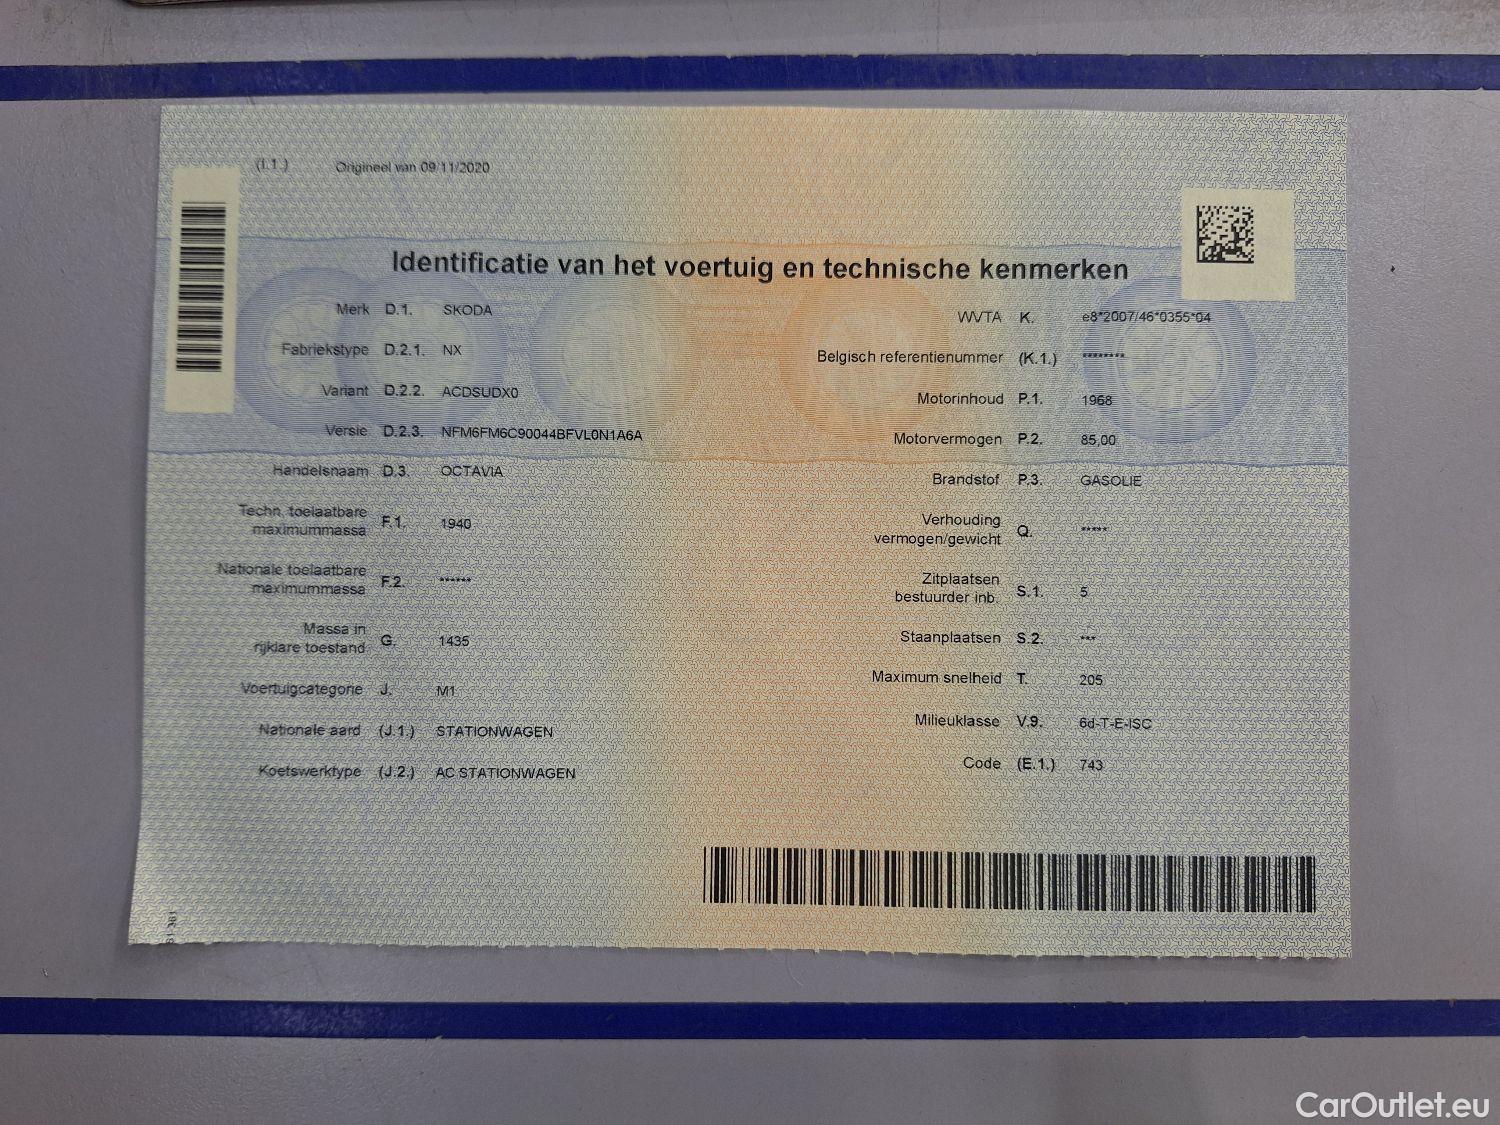 (I.1.) Origineel van 09/11/2020
Identificatie van het voertuig en technische kenmerken
Merk D.1. SKODA
Fabriekstype D.2.1. NX
Variant D.2.2. ACDSUDX0
Versie D.2.3. NFM6FM6C90044BFVL0N1A6A
Handelsnaam D.3. OCTAVIA
Techn. toelaatbare
maximummassa F.1. 1940
Nationale toelaatbare
maximummassa F.2. ******
Massa in
rijklare toestand G. 1435
Voertuigcategorie J. M1
Nationale aard (J.1.) STATIONWAGEN
Koetswerktype (J.2.) AC STATIONWAGEN
WVTA K. e8*2007/46*0355*04
Belgisch referentienummer (K.1.) ********
Motorinhoud P.1. 1968
Motorvermogen P.2. 85,00
Brandstof P.3. GASOLIE
Verhouding
vermogen/gewicht Q. *****
Zitplaatsen
bestuurder inb. S.1. 5
Staanplaatsen S.2. ***
Maximum snelheid T. 205
Milieuklasse V.9. 6d-T-E-ISC
Code (E.1.) 743
CarOutlet.eu